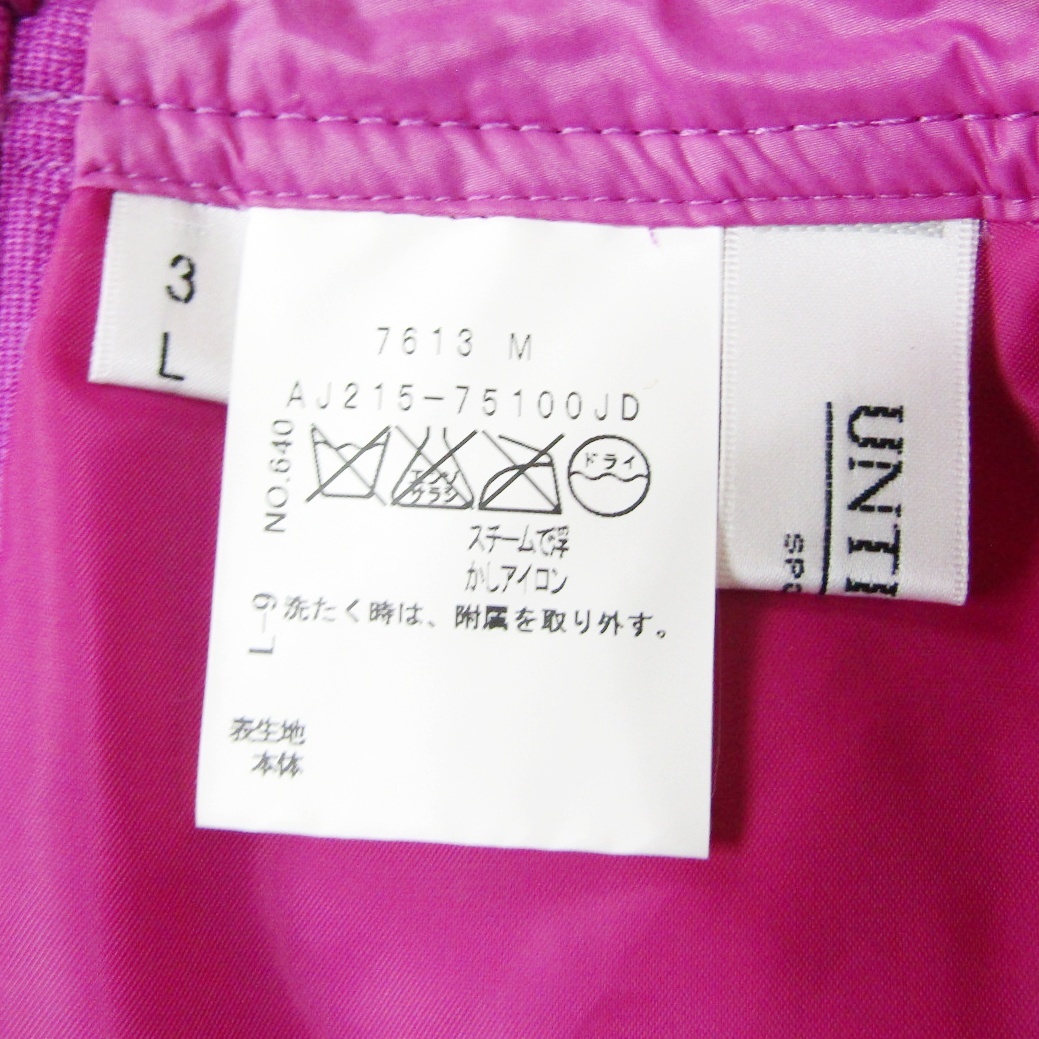 3
L
7613 M
AJ215-75100JD
NO.640
エンソ
サラシ
ドライ
スチームで浮
かしアイロン
L-9
洗たく時は、附属を取り外す。
表生地
本体
UNTI
SPO